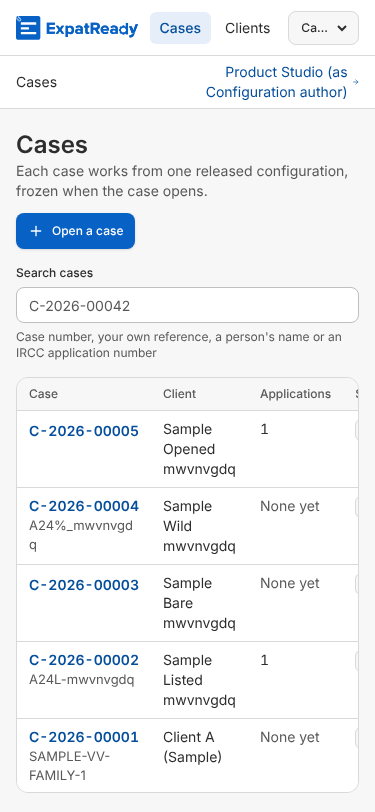 ExpatReady
Cases
Clients
Ca...
Cases
Product Studio (as
Configuration author)
Cases
Each case works from one released configuration,
frozen when the case opens.
Open a case
Search cases
C-2026-00042
Case number, your own reference, a person's name or an
IRCC application number
Case Client Applications
C-2026-00005 Sample 1
Opened
mwvnvgdq
C-2026-00004 Sample None yet
A24%_mwvnvgd Wild
q mwvnvgdq
C-2026-00003 Sample None yet
Bare
mwvnvgdq
C-2026-00002 Sample 1
A24L-mwvnvgdq Listed
mwvnvgdq
C-2026-00001 Client A None yet
SAMPLE-VV- (Sample)
FAMILY-1